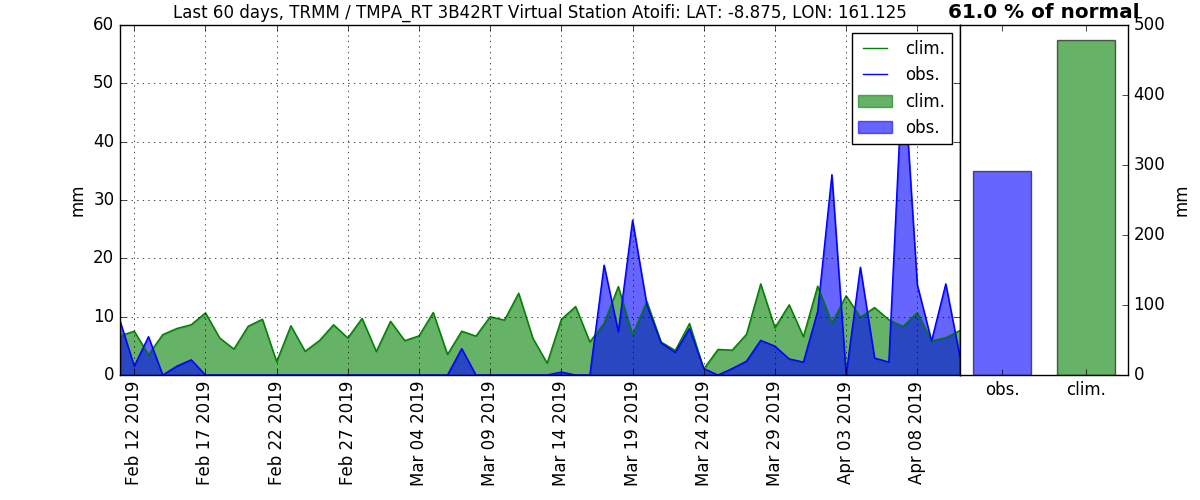 Last 60 days, TRMM / TMPA_RT 3B42RT Virtual Station Atoifi: LAT: -8.875, LON: 161.125
61.0 % of normal
60
50
40
30
20
10
0
mm
clim.
obs.
clim.
obs.
500
400
300
200
100
0
mm
obs.
clim.
Feb 12 2019
Feb 17 2019
Feb 22 2019
Feb 27 2019
Mar 04 2019
Mar 09 2019
Mar 14 2019
Mar 19 2019
Mar 24 2019
Mar 29 2019
Apr 03 2019
Apr 08 2019